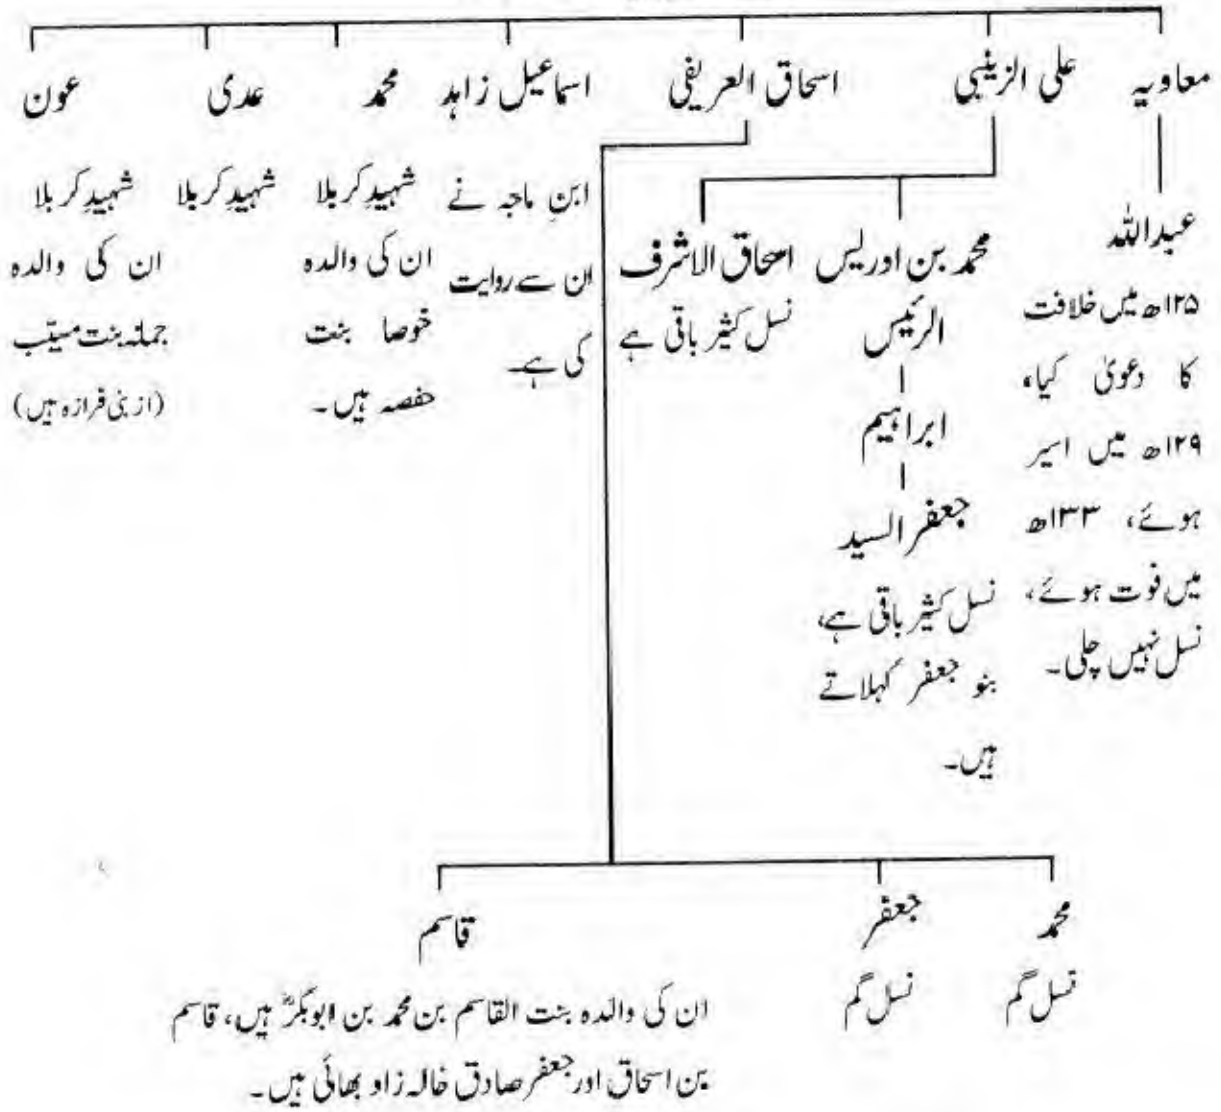 معاویہ
علی الزینبی
اسحاق العریفی
اسماعیل زاہد
محمد
عدی
عون
عبداللہ
۱۲۵ھ میں خلافت
کا دعویٰ کیا،
۱۲۹ھ میں اسیر
ہوئے، ۱۳۳ھ
میں فوت ہوئے،
نسل نہیں چلی۔
محمد بن ادریس
الرئیس
ابراہیم
جعفر السید
نسل کثیر باقی ہے،
بنو جعفر کہلاتے
ہیں۔
اسحاق الاشرف
نسل کثیر باقی ہے
ابنِ ماجہ نے
ان سے روایت
کی ہے۔
شہیدِ کربلا
ان کی والدہ
خوصا بنت
حفصہ ہیں۔
شہیدِ کربلا
شہیدِ کربلا
ان کی والدہ
جملہ بنت مسیّب
(از بنی فرازہ ہیں)
محمد
نسل گم
جعفر
نسل گم
قاسم
ان کی والدہ بنت القاسم بن محمد بن ابوبکرؓ ہیں، قاسم
بن اسحاق اور جعفر صادق خالہ زاد بھائی ہیں۔